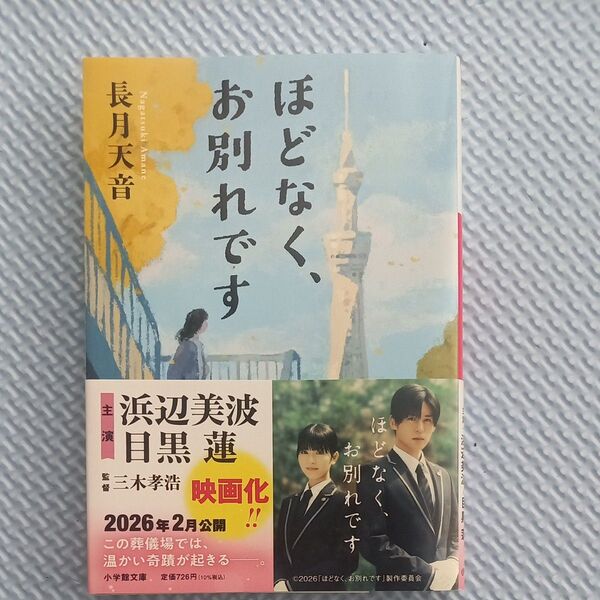 ほどなく、
お別れです
長月天音
Nagatsuki Amane
主演
浜辺美波
目黒 蓮
監督 三木孝浩
映画化!!
2026年2月公開
この葬儀場では、
温かい奇蹟が起きる——。
小学館文庫 定価726円(10%税込)
ほどなく、
お別れです
©2026「ほどなく、お別れです」製作委員会